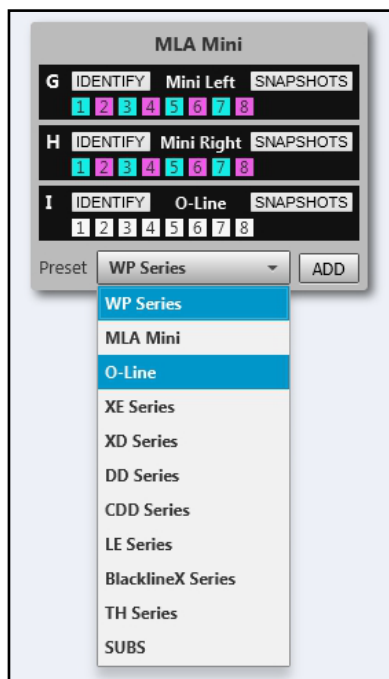 MLA Mini
G IDENTIFY Mini Left SNAPSHOTS
1 2 3 4 5 6 7 8
H IDENTIFY Mini Right SNAPSHOTS
1 2 3 4 5 6 7 8
I IDENTIFY O-Line SNAPSHOTS
1 2 3 4 5 6 7 8
Preset WP Series ADD
WP Series
MLA Mini
O-Line
XE Series
XD Series
DD Series
CDD Series
LE Series
BlacklineX Series
TH Series
SUBS